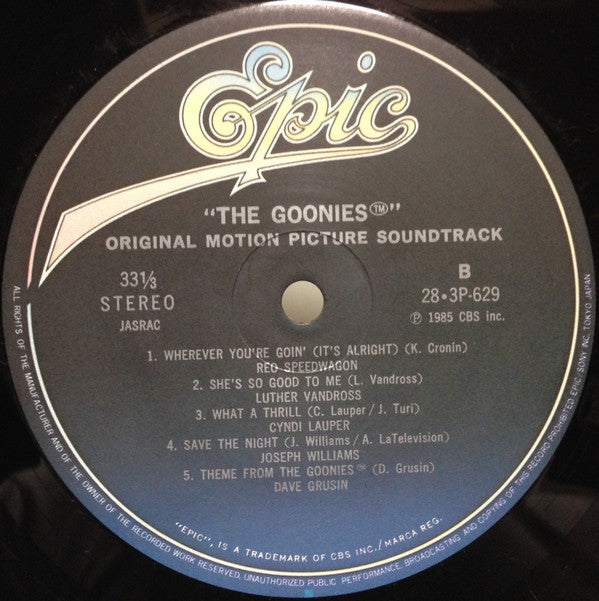 Epic
"THE GOONIES™"
ORIGINAL MOTION PICTURE SOUNDTRACK
33⅓
STEREO
JASRAC
B
28・3P-629
℗ 1985 CBS inc.
1. WHEREVER YOU'RE GOIN' (IT'S ALRIGHT) (K. Cronin)
REO SPEEDWAGON
2. SHE'S SO GOOD TO ME (L. Vandross)
LUTHER VANDROSS
3. WHAT A THRILL (C. Lauper / J. Turi)
CYNDI LAUPER
4. SAVE THE NIGHT (J. Williams / A. LaTelevision)
JOSEPH WILLIAMS
5. THEME FROM THE GOONIES™ (D. Grusin)
DAVE GRUSIN
"EPIC", IS A TRADEMARK OF CBS INC./MARCA REG.
ALL RIGHTS OF THE MANUFACTURER AND OF THE OWNER OF THE RECORDED WORK RESERVED. UNAUTHORIZED PUBLIC PERFORMANCE, BROADCASTING AND COPYING OF THIS RECORD PROHIBITED EPIC/SONY INC. TOKYO JAPAN